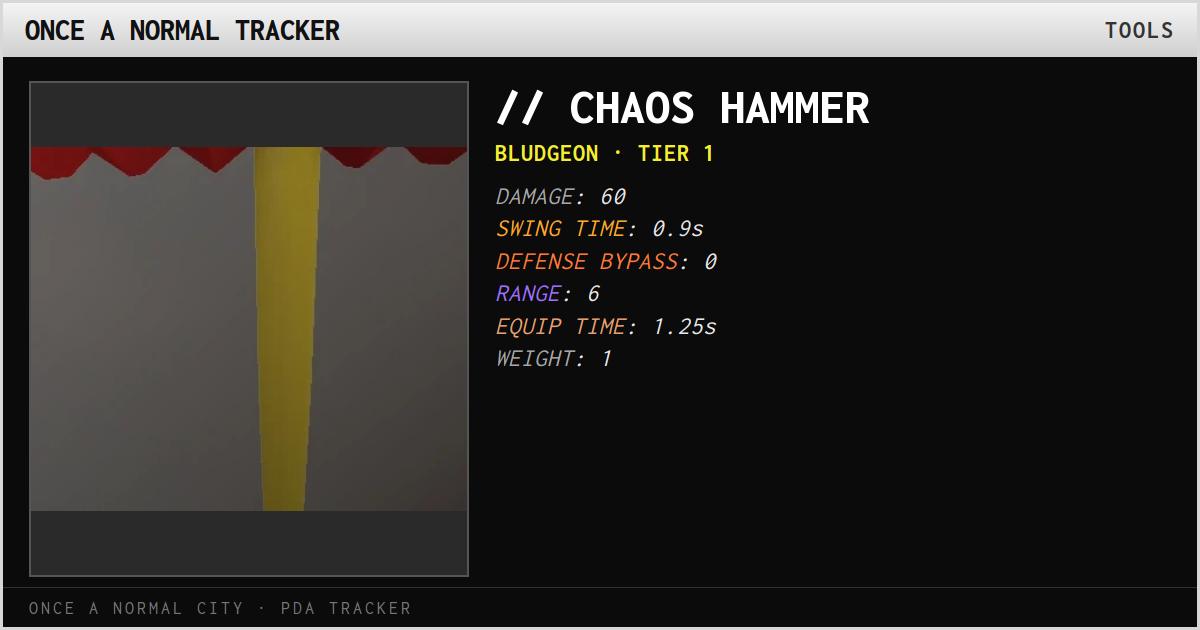 ONCE A NORMAL TRACKER
TOOLS
// CHAOS HAMMER
BLUDGEON · TIER 1
DAMAGE: 60
SWING TIME: 0.9s
DEFENSE BYPASS: 0
RANGE: 6
EQUIP TIME: 1.25s
WEIGHT: 1
ONCE A NORMAL CITY · PDA TRACKER